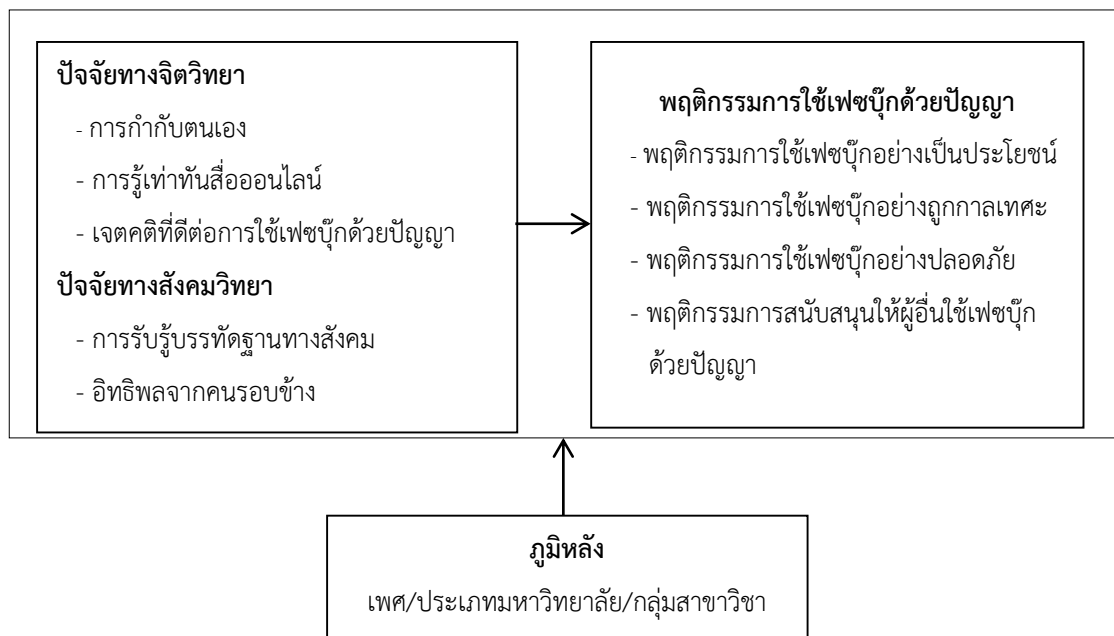 ปัจจัยทางจิตวิทยา
- การกำกับตนเอง
- การรู้เท่าทันสื่อออนไลน์
- เจตคติที่ดีต่อการใช้เฟซบุ๊กด้วยปัญญา
ปัจจัยทางสังคมวิทยา
- การรับรู้บรรทัดฐานทางสังคม
- อิทธิพลจากคนรอบข้าง
พฤติกรรมการใช้เฟซบุ๊กด้วยปัญญา
- พฤติกรรมการใช้เฟซบุ๊กอย่างเป็นประโยชน์
- พฤติกรรมการใช้เฟซบุ๊กอย่างถูกกาลเทศะ
- พฤติกรรมการใช้เฟซบุ๊กอย่างปลอดภัย
- พฤติกรรมการสนับสนุนให้ผู้อื่นใช้เฟซบุ๊ก
ด้วยปัญญา
ภูมิหลัง
เพศ/ประเภทมหาวิทยาลัย/กลุ่มสาขาวิชา